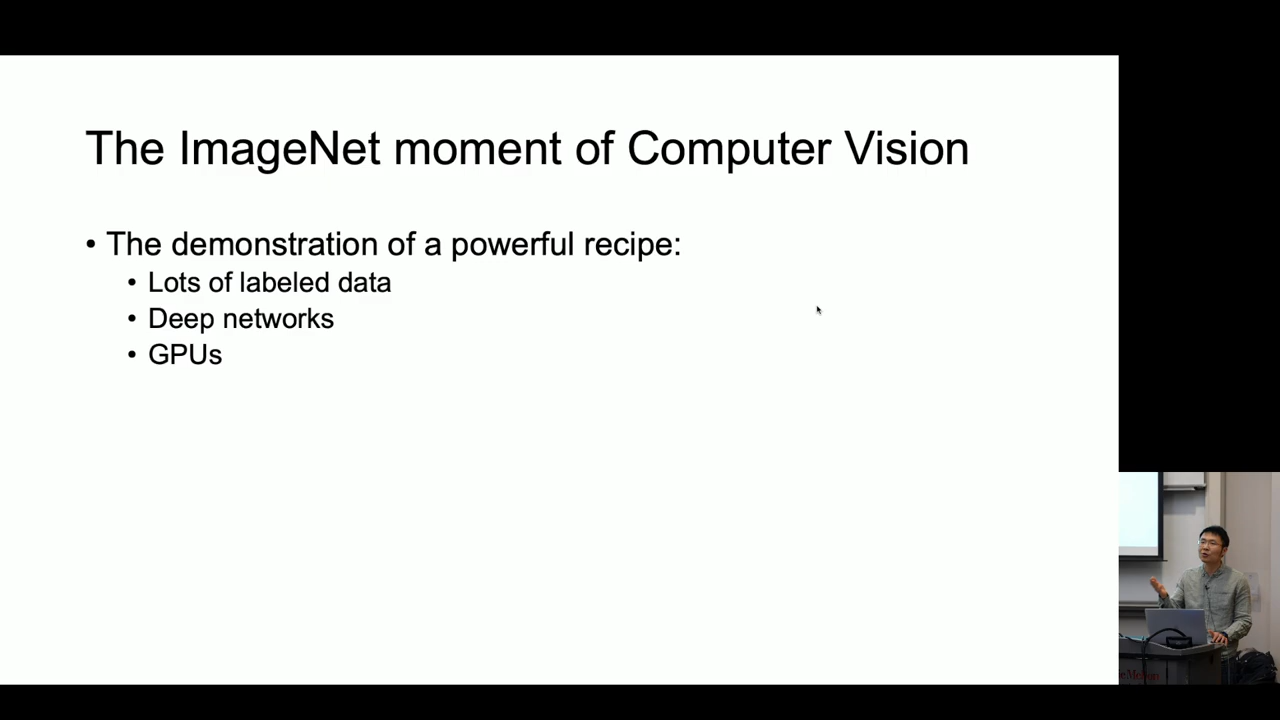 The ImageNet moment of Computer Vision
• The demonstration of a powerful recipe:
• Lots of labeled data
• Deep networks
• GPUs